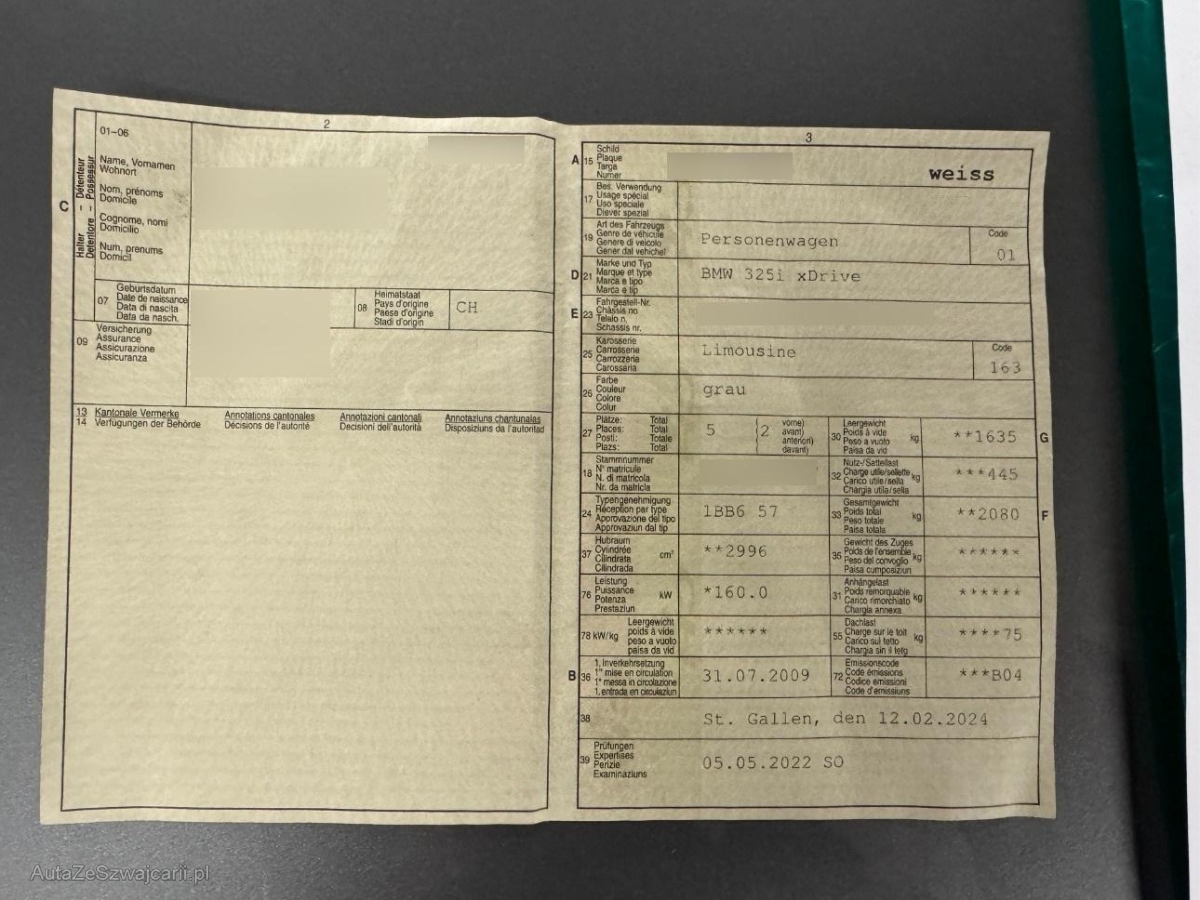 2
01–06
Name, Vornamen
Wohnort
Nom, prénoms
Domicile
Cognome, nomi
Domicilio
Num, prenums
Domicil
C
Halter – Détenteur
Detentore – Possessur
07
Geburtsdatum
Date de naissance
Data di nascita
Data da nasch.
08
Heimatstaat
Pays d'origine
Paese d'origine
Stadi d'origin
CH
09
Versicherung
Assurance
Assicurazione
Assicuranza
13 Kantonale Vermerke Annotations cantonales Annotazioni cantonali Annotaziuns chantunalas
14 Verfügungen der Behörde Décisions de l'autorité Decisioni dell'autorità Disposiziuns da l'autoritad
3
A 15
Schild
Plaque
Targa
Numer
weiss
17
Bes. Verwendung
Usage spécial
Uso speciale
Diever spezial
19
Art des Fahrzeugs
Genre de véhicule
Genere di veicolo
Gener dal vehichel
Personenwagen
Code
01
D 21
Marke und Typ
Marque et type
Marca e tipo
Marca e tip
BMW 325i xDrive
E 23
Fahrgestell-Nr.
Châssis no
Telaio n.
Schassis nr.
25
Karosserie
Carrosserie
Carrozzeria
Carossaria
Limousine
Code
163
26
Farbe
Couleur
Colore
Colur
grau
27
Plätze: Total
Places: Total
Posti: Totale
Plazs: Total
5
2
vorne)
avant)
anteriori)
davant)
30
Leergewicht
Poids à vide
Peso a vuoto
Paisa da vid
kg
**1635
G
18
Stammnummer
N° matricule
N. di matricola
Nr. da matricla
32
Nutz-/Sattellast
Charge utile/sellette
Carico utile/sella
Chargia utila/sella
kg
***445
24
Typengenehmigung
Réception par type
Approvazione del tipo
Approvaziun dal tip
1BB6 57
33
Gesamtgewicht
Poids total
Peso totale
Paisa totala
kg
**2080
F
37
Hubraum
Cylindrée
Cilindrata
Cilindrada
cm³
**2996
35
Gewicht des Zuges
Poids de l'ensemble
Peso del convoglio
Paisa cumposiziun
kg
******
76
Leistung
Puissance
Potenza
Prestaziun
kW
*160.0
31
Anhängelast
Poids remorquable
Carico rimorchiato
Chargia annexa
kg
******
78 kW/kg
Leergewicht
poids à vide
peso a vuoto
paisa da vid
******
55
Dachlast
Charge sur le toit
Carico sul tetto
Chargia sin il tetg
kg
****75
B 36
1. Inverkehrsetzung
1re mise en circulation
1a messa in circolazione
1. entrada en circulaziun
31.07.2009
72
Emissionscode
Code émissions
Codice emissioni
Code d'emissiuns
***B04
38
St. Gallen, den 12.02.2024
39
Prüfungen
Expertises
Perizie
Examinaziuns
05.05.2022 SO
AutaZeSzwajcarii.pl